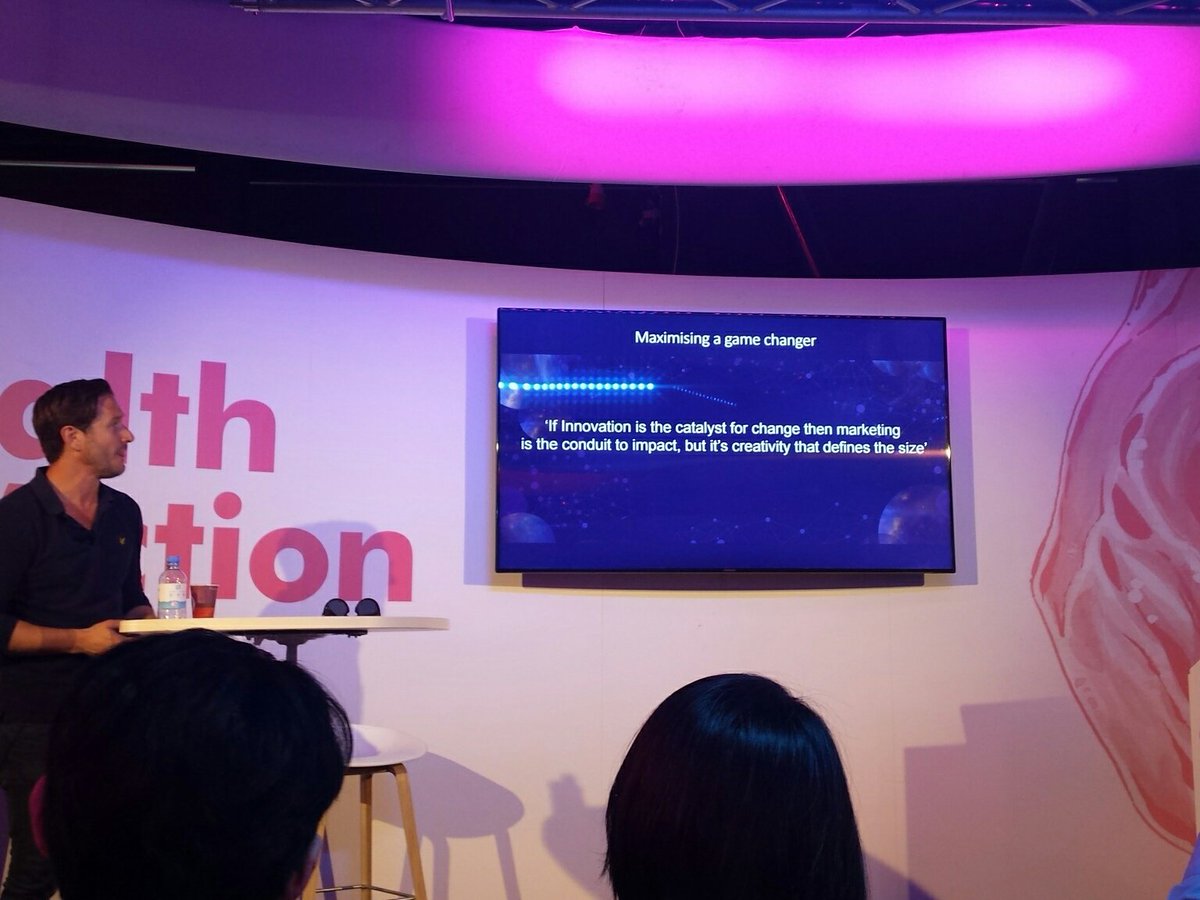 Maximising a game changer
'If Innovation is the catalyst for change then marketing
is the conduit to impact, but it's creativity that defines the size'
alth
ction